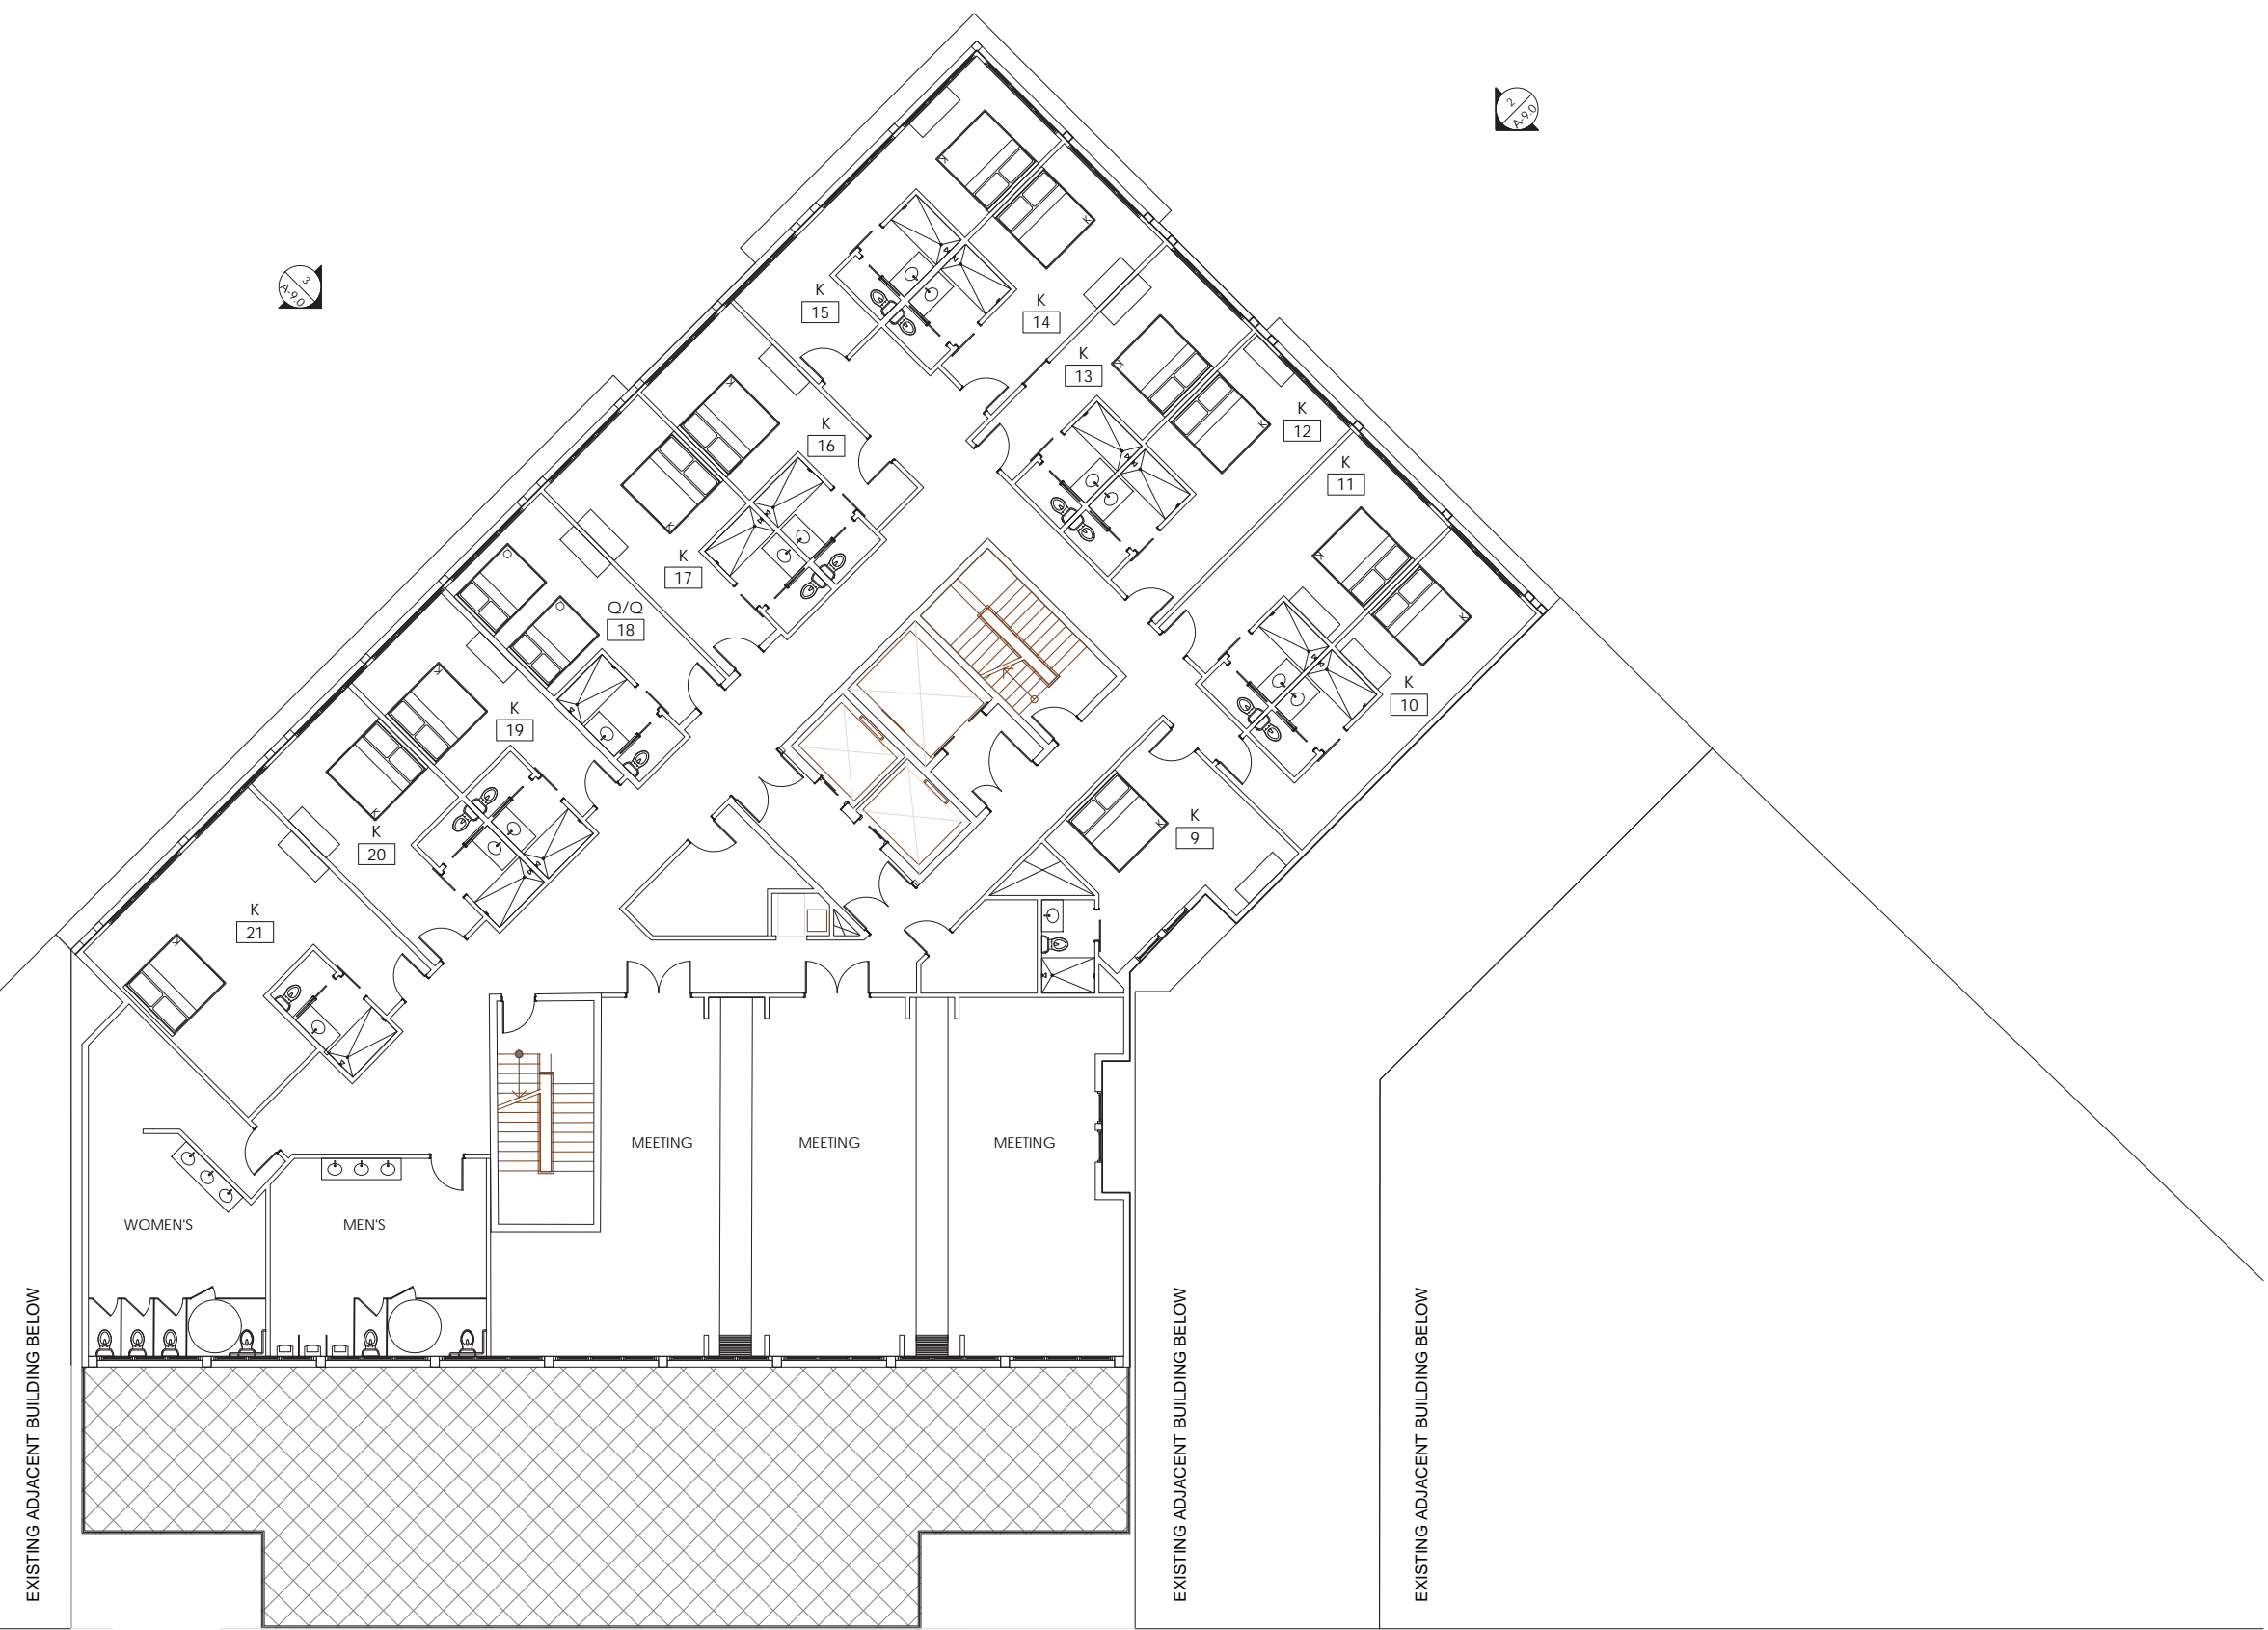 2
A-9.0
3
A-9.0
K
15
K
14
K
13
K
12
K
16
K
11
K
17
Q/Q
18
K
10
K
19
K
9
K
20
K
21
MEETING
MEETING
MEETING
WOMEN'S
MEN'S
EXISTING ADJACENT BUILDING BELOW
EXISTING ADJACENT BUILDING BELOW
EXISTING ADJACENT BUILDING BELOW
K
K
K
K
K
K
K
K
K
K
K
K